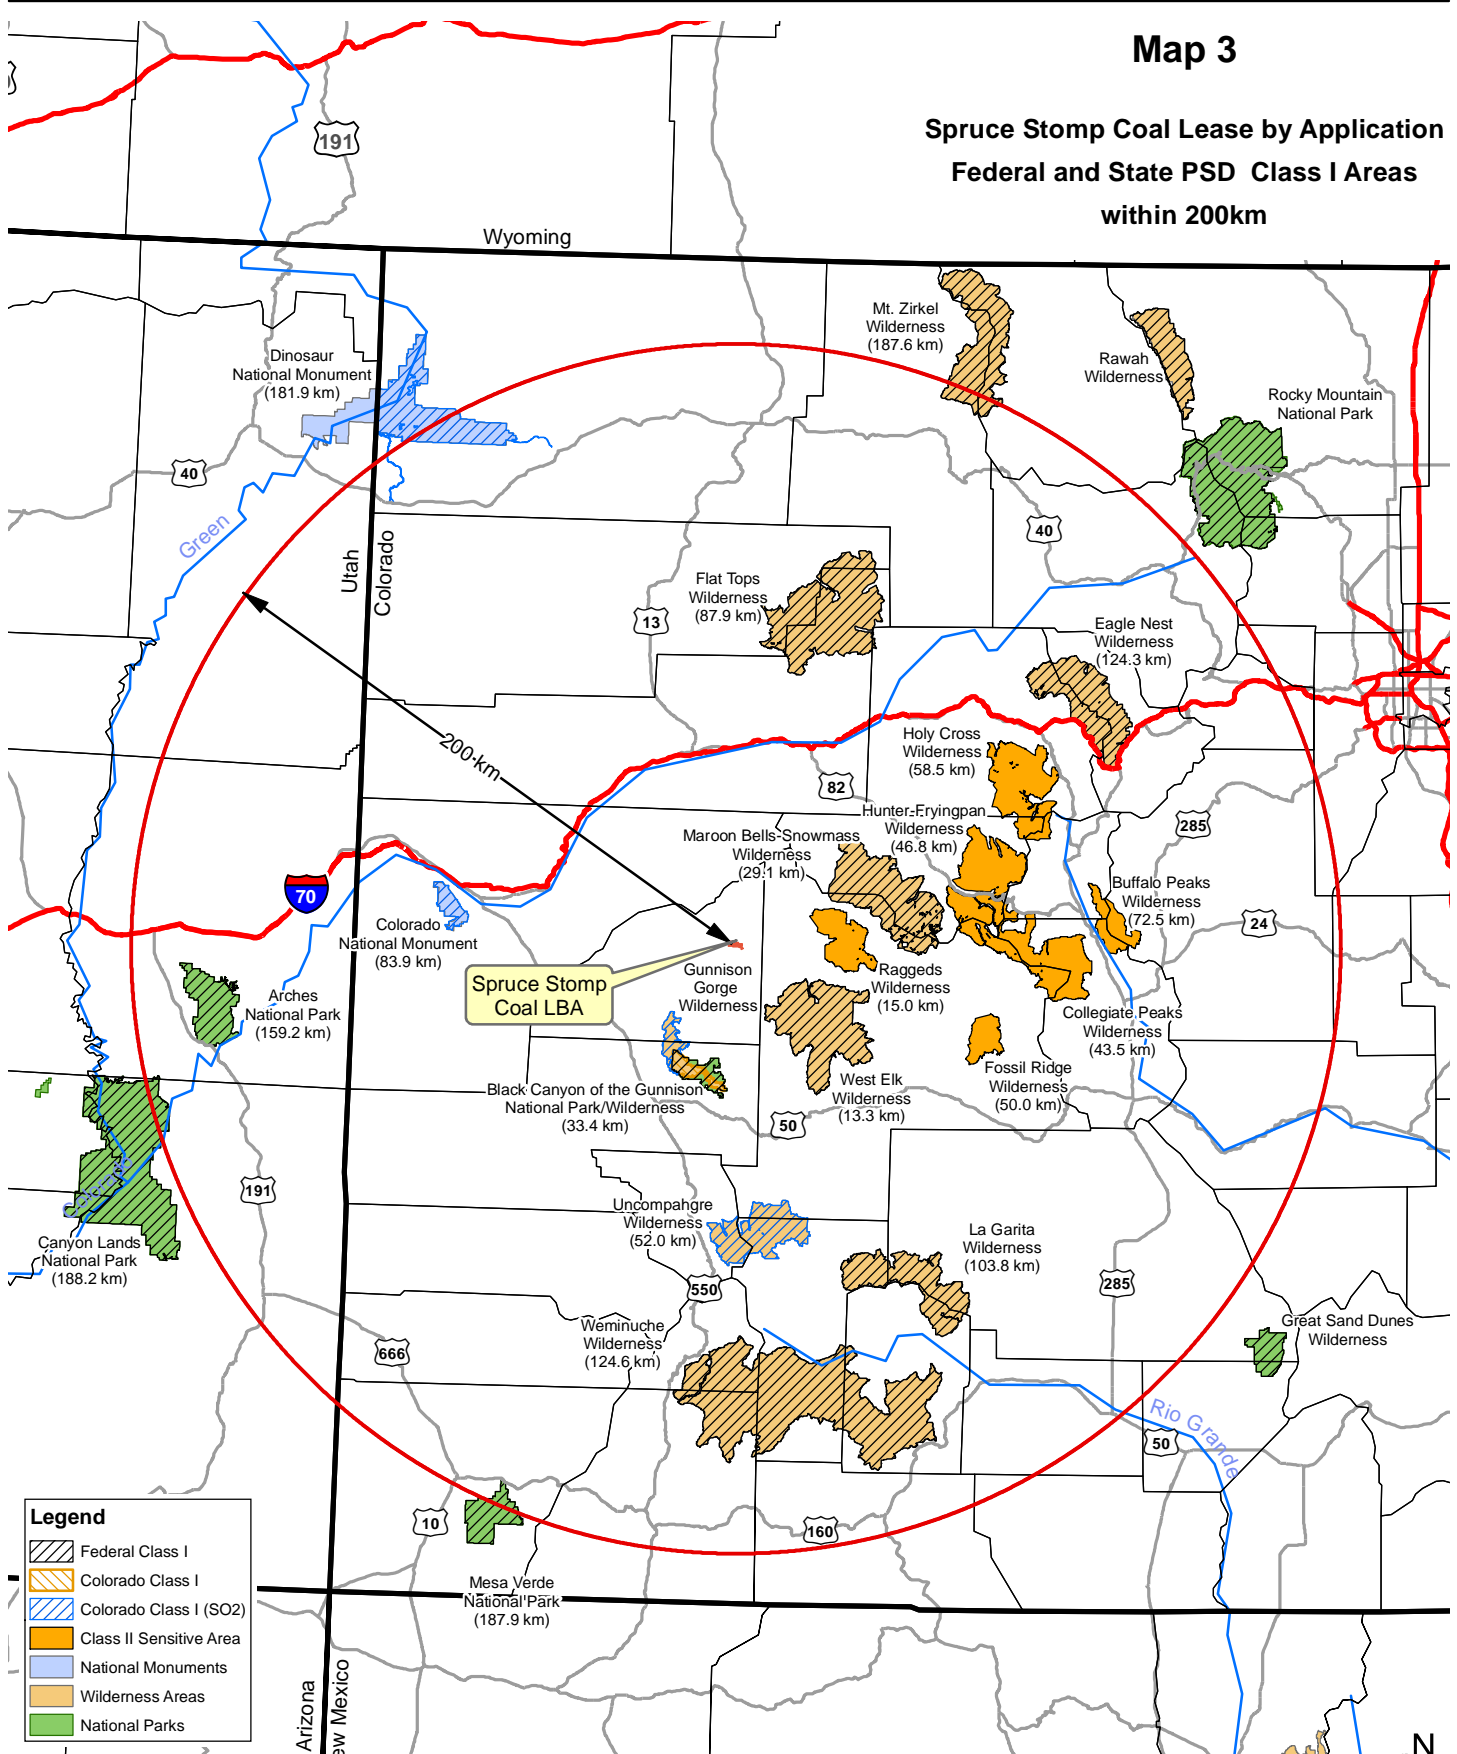 Map 3
Spruce Stomp Coal Lease by Application
Federal and State PSD Class I Areas
within 200km
191
Wyoming
Mt. Zirkel
Wilderness
(187.6 km)
Rawah
Wilderness
Dinosaur
National Monument
(181.9 km)
Rocky Mountain
National Park
40
Green
40
Utah
Colorado
Flat Tops
Wilderness
(87.9 km)
13
Eagle Nest
Wilderness
(124.3 km)
200 km
Holy Cross
Wilderness
(58.5 km)
82
Hunter-Fryingpan
Wilderness
(46.8 km)
285
Maroon Bells-Snowmass
Wilderness
(29.1 km)
70
Buffalo Peaks
Wilderness
(72.5 km)
24
Colorado
National Monument
(83.9 km)
Spruce Stomp
Coal LBA
Gunnison
Gorge
Wilderness
Raggeds
Wilderness
(15.0 km)
Arches
National Park
(159.2 km)
Collegiate Peaks
Wilderness
(43.5 km)
Fossil Ridge
Wilderness
(50.0 km)
West Elk
Wilderness
(13.3 km)
Black Canyon of the Gunnison
National Park/Wilderness
(33.4 km)
50
191
Colorado
Canyon Lands
National Park
(188.2 km)
Uncompahgre
Wilderness
(52.0 km)
La Garita
Wilderness
(103.8 km)
550
285
Weminuche
Wilderness
(124.6 km)
Great Sand Dunes
Wilderness
666
Rio Grande
50
10
160
Mesa Verde
National Park
(187.9 km)
Legend
Federal Class I
Colorado Class I
Colorado Class I (SO2)
Class II Sensitive Area
National Monuments
Wilderness Areas
National Parks
Arizona
ew Mexico
N